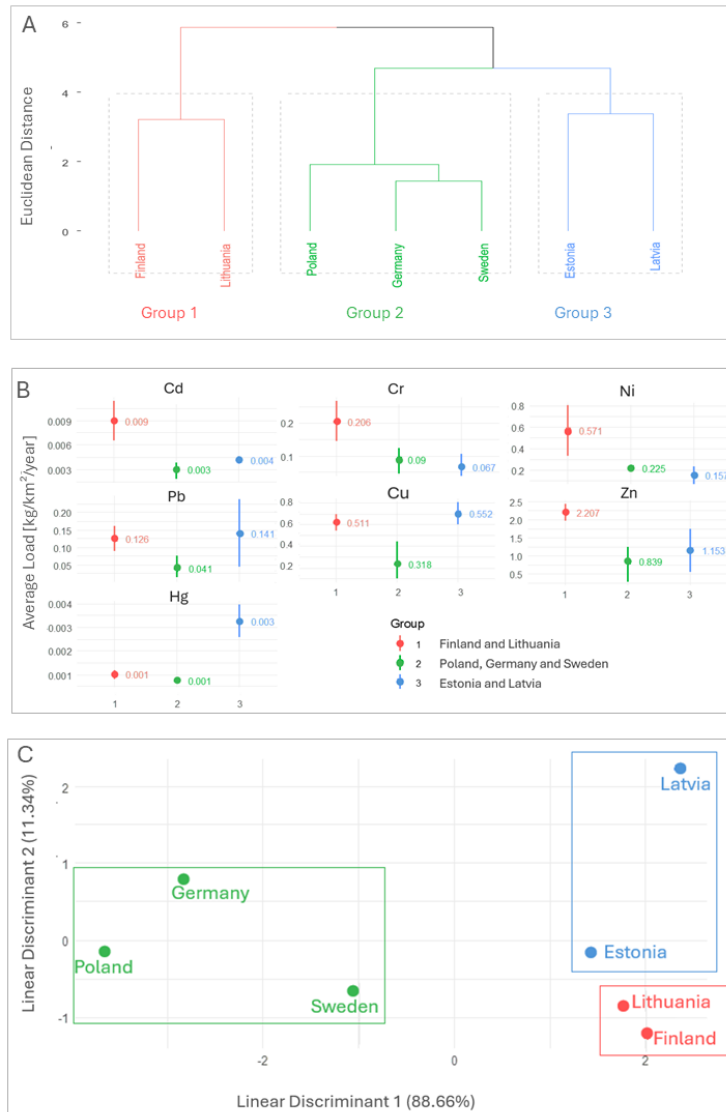 A
Euclidean Distance
6
4
2
0
Finland
Lithuania
Poland
Germany
Sweden
Estonia
Latvia
Group 1
Group 2
Group 3
B
Average Load [kg/km²/year]
Cd
0.009
0.006
0.003
0.009
0.003
0.004
Cr
0.2
0.1
0.206
0.09
0.067
Ni
0.8
0.6
0.4
0.2
0.571
0.225
0.157
Pb
0.20
0.15
0.10
0.05
0.126
0.041
0.141
Cu
0.8
0.6
0.4
0.2
0.511
0.318
0.552
1 2 3
Zn
2.5
2.0
1.5
1.0
0.5
2.207
0.839
1.153
1 2 3
Hg
0.004
0.003
0.002
0.001
0.001
0.001
0.003
1 2 3
Group
1 Finland and Lithuania
2 Poland, Germany and Sweden
3 Estonia and Latvia
C
Linear Discriminant 2 (11.34%)
2
1
0
-1
Latvia
Germany
Poland
Estonia
Sweden
Lithuania
Finland
-2 0 2
Linear Discriminant 1 (88.66%)